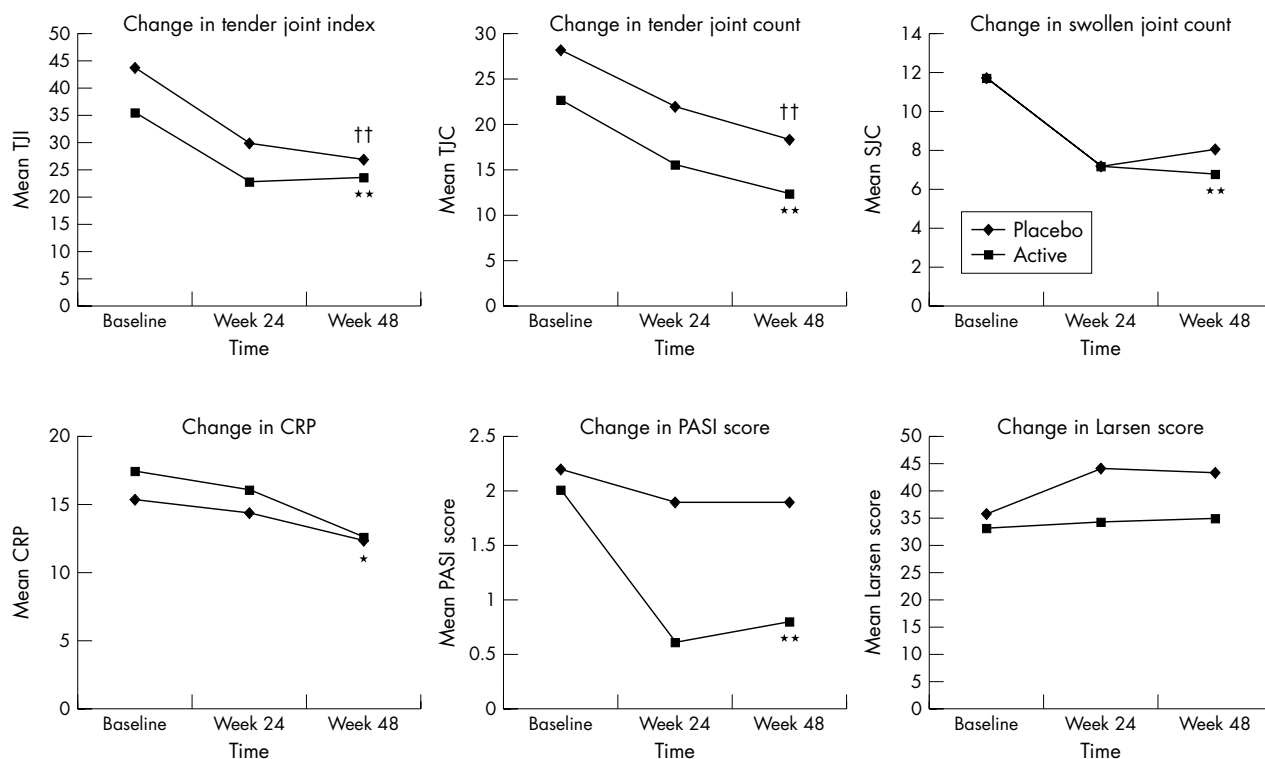 Change in tender joint index
50
45
40
35
30
25
20
15
10
5
0
Mean TJI
††
★★
Baseline
Week 24
Week 48
Time
Change in tender joint count
30
25
20
15
10
5
0
Mean TJC
††
★★
Baseline
Week 24
Week 48
Time
Change in swollen joint count
14
12
10
8
6
4
2
0
Mean SJC
★★
Placebo
Active
Baseline
Week 24
Week 48
Time
Change in CRP
20
15
10
5
0
Mean CRP
★
Baseline
Week 24
Week 48
Time
Change in PASI score
2.5
2
1.5
1
0.5
0
Mean PASI score
★★
Baseline
Week 24
Week 48
Time
Change in Larsen score
50
45
40
35
30
25
20
15
10
5
0
Mean Larsen score
Baseline
Week 24
Week 48
Time